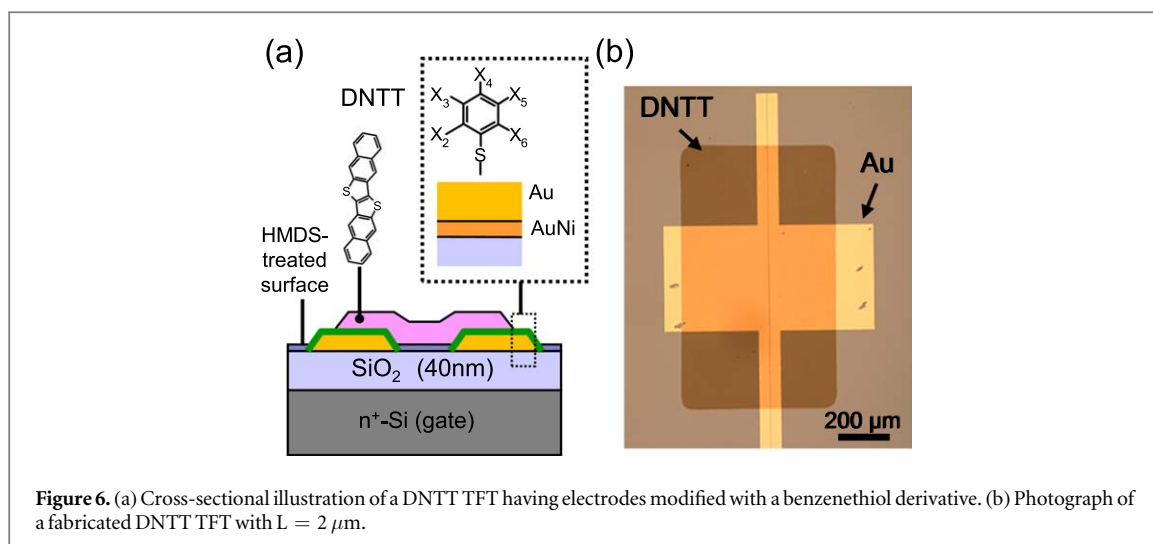 (a)
DNTT
S
S
HMDS-
treated
surface
X₄
X₃
X₅
X₂
X₆
S
Au
AuNi
SiO₂ (40nm)
n⁺-Si (gate)
(b)
DNTT
Au
200 μm
Figure 6. (a) Cross-sectional illustration of a DNTT TFT having electrodes modified with a benzenethiol derivative. (b) Photograph of
a fabricated DNTT TFT with L = 2 μm.